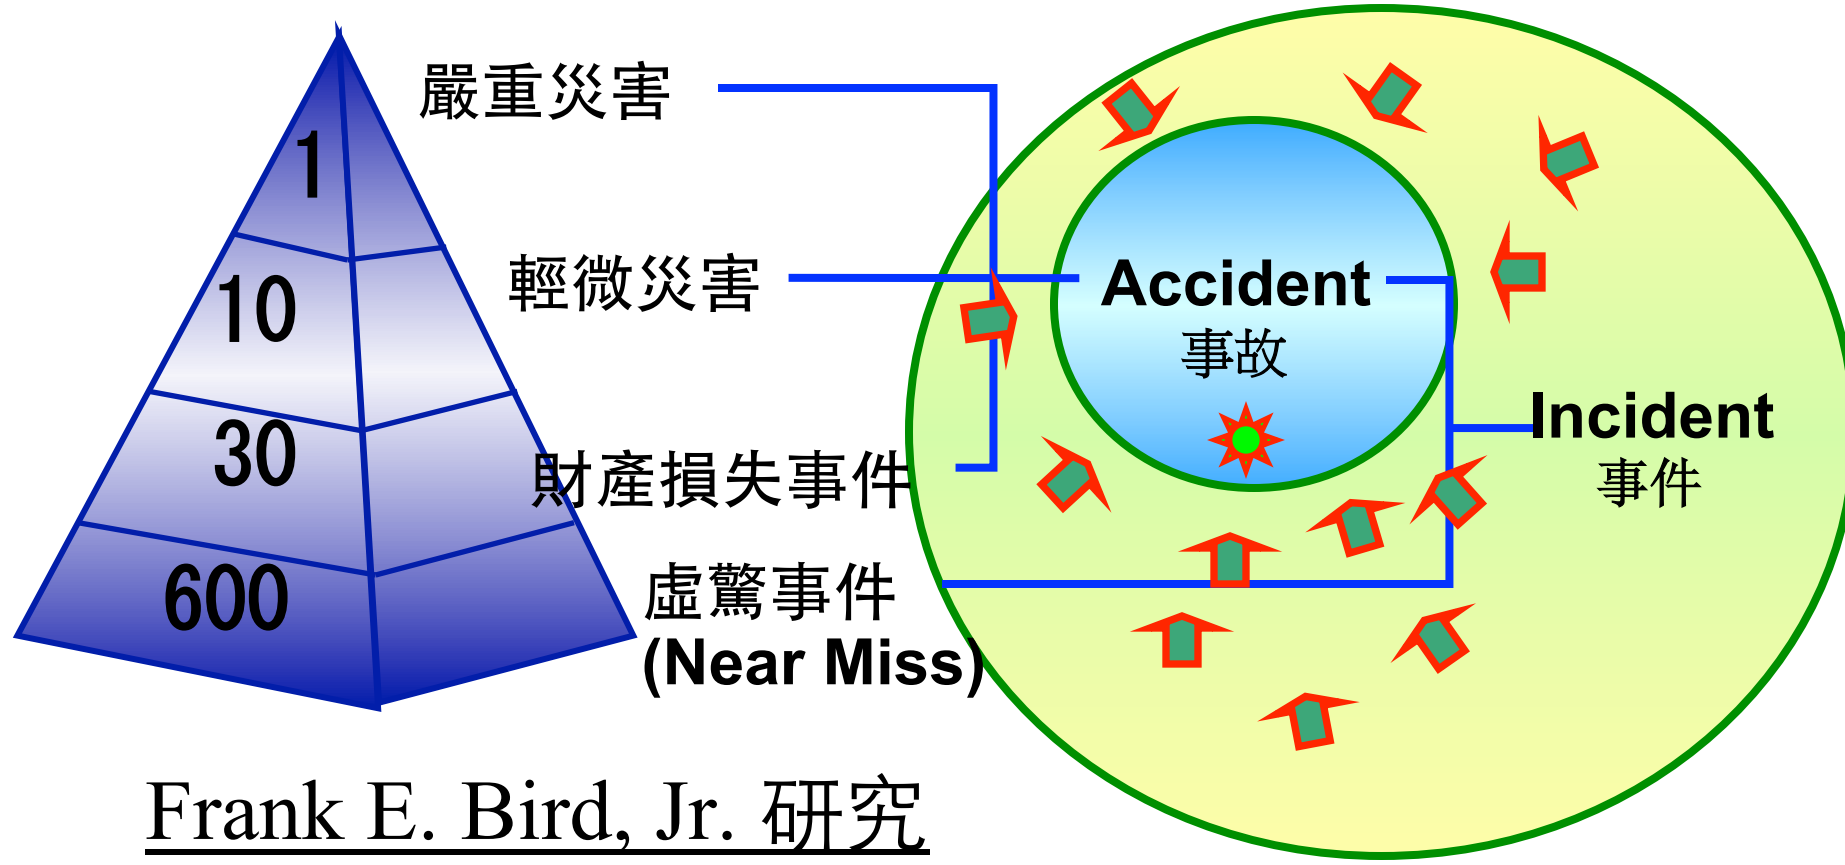 嚴重災害
1
輕微災害
10
Accident
事故
30
財產損失事件
Incident
事件
600
虛驚事件
(Near Miss)
Frank E. Bird, Jr. 研究